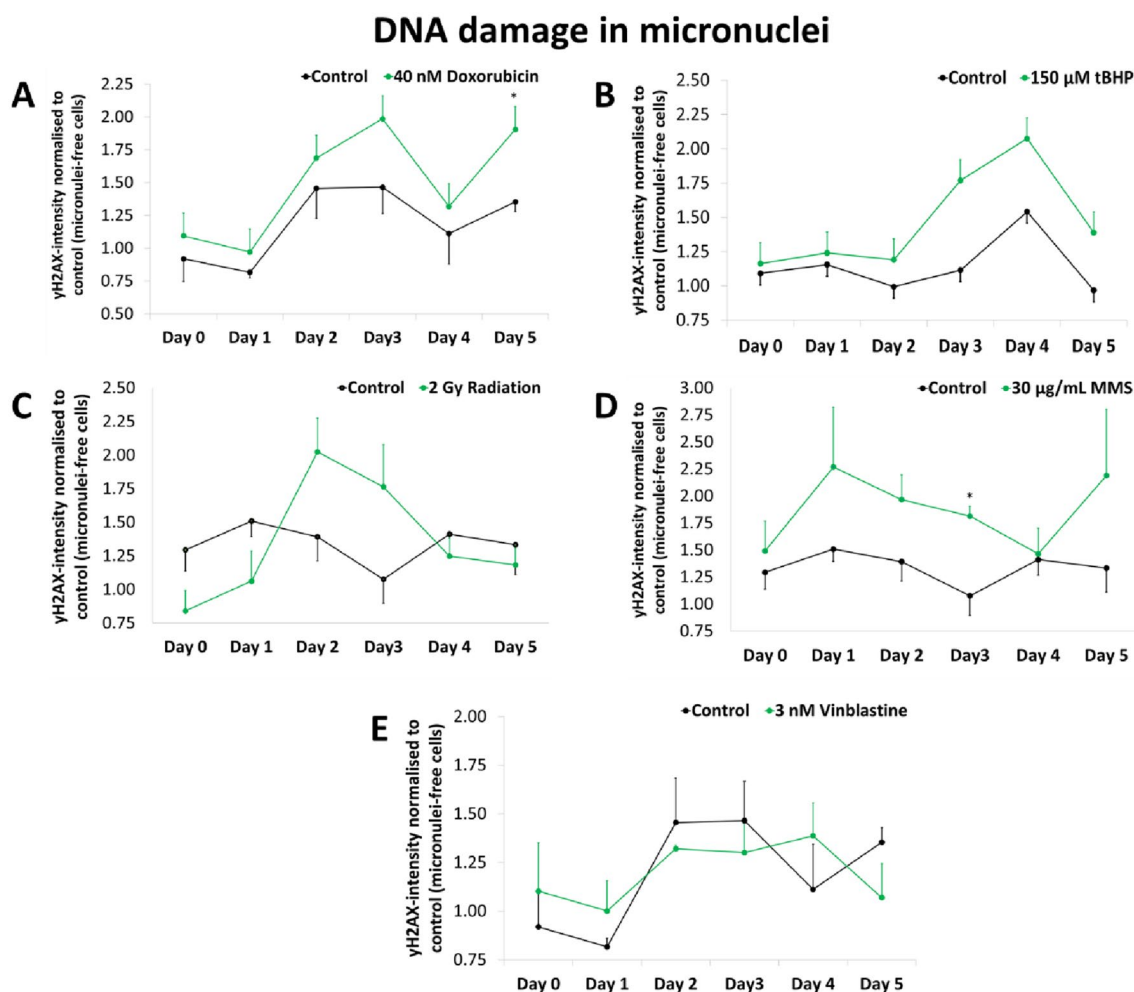 DNA damage in micronuclei
A
Control 40 nM Doxorubicin
yH2AX-intensity normalised to
control (micronulei-free cells)
2.25
2.00
1.75
1.50
1.25
1.00
0.75
0.50
*
Day 0 Day 1 Day 2 Day3 Day 4 Day 5
B
Control 150 µM tBHP
yH2AX-intensity normalised to
control (micronulei-free cells)
2.50
2.25
2.00
1.75
1.50
1.25
1.00
0.75
Day 0 Day 1 Day 2 Day 3 Day 4 Day 5
C
Control 2 Gy Radiation
yH2AX-intensity normalised to
control (micronulei-free cells)
2.50
2.25
2.00
1.75
1.50
1.25
1.00
0.75
Day 0 Day 1 Day 2 Day3 Day 4 Day 5
D
Control 30 µg/mL MMS
yH2AX-intensity normalised to
control (micronulei-free cells)
3.00
2.75
2.50
2.25
2.00
1.75
1.50
1.25
1.00
0.75
*
Day 0 Day 1 Day 2 Day3 Day 4 Day 5
E
Control 3 nM Vinblastine
yH2AX-intensity normalised to
control (micronulei-free cells)
2.00
1.75
1.50
1.25
1.00
0.75
Day 0 Day 1 Day 2 Day3 Day 4 Day 5